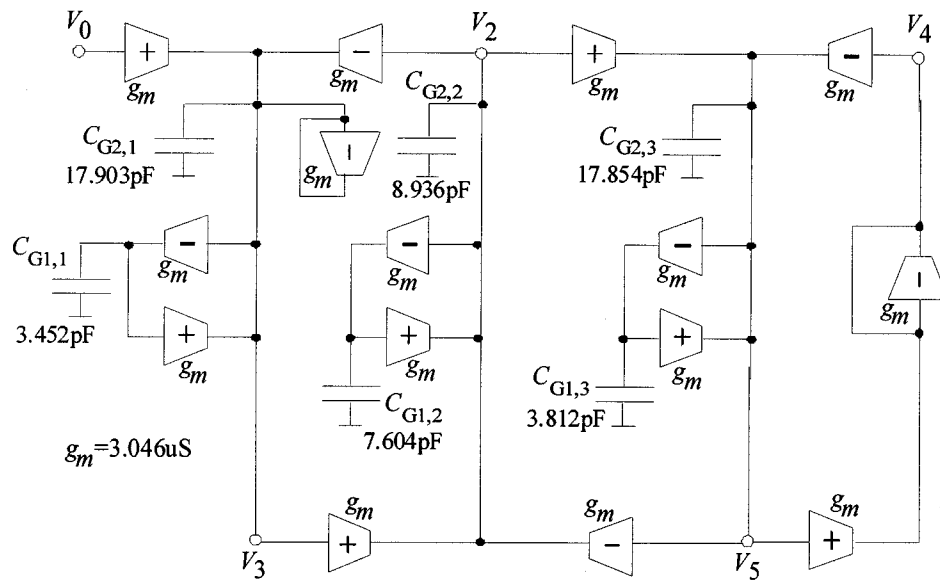 V0 + gm − V2 + gm − V4
gm gm gm
CG2,1 17.903pF
gm −
CG2,2 8.936pF
CG2,3 17.854pF
CG1,1 3.452pF
− gm
+ gm
− gm
+ gm
CG1,2 7.604pF
− gm
+ gm
CG1,3 3.812pF
− gm
gm=3.046uS
gm gm gm
V3 + − V5 +